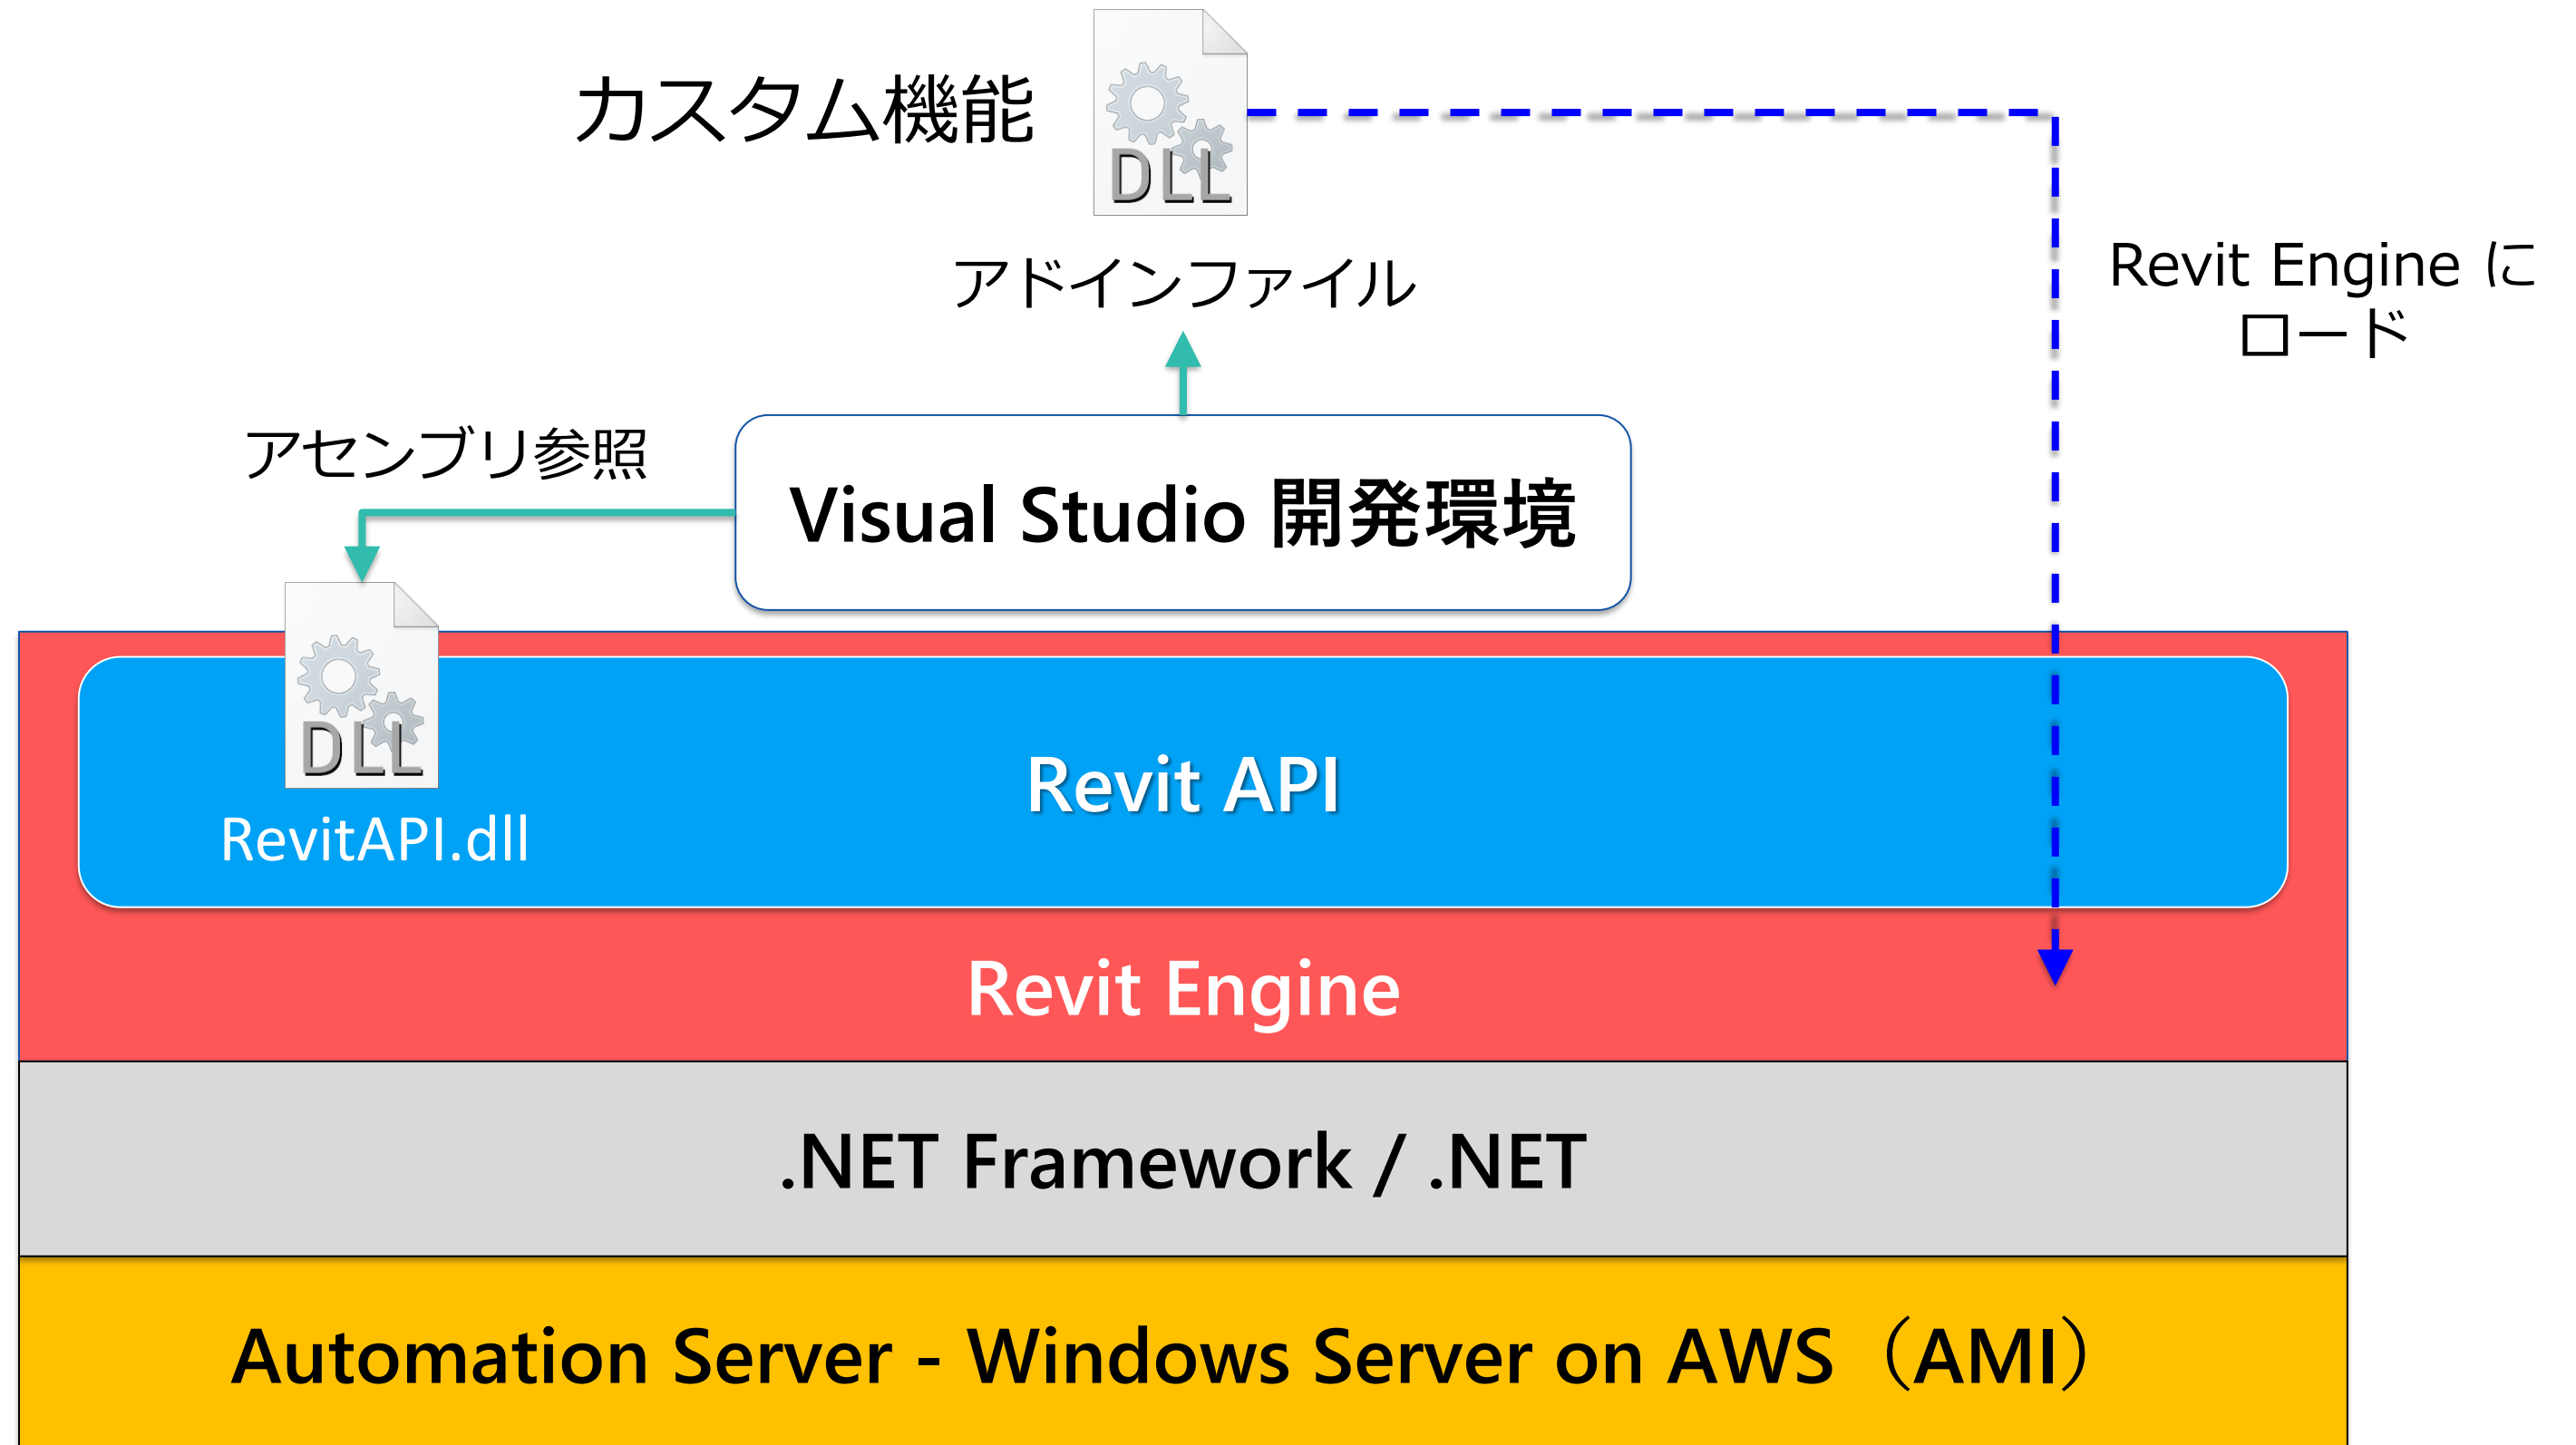 カスタム機能
DLL
アドインファイル
Revit Engine に
ロード
アセンブリ参照
Visual Studio 開発環境
DLL
RevitAPI.dll
Revit API
Revit Engine
.NET Framework / .NET
Automation Server - Windows Server on AWS（AMI）